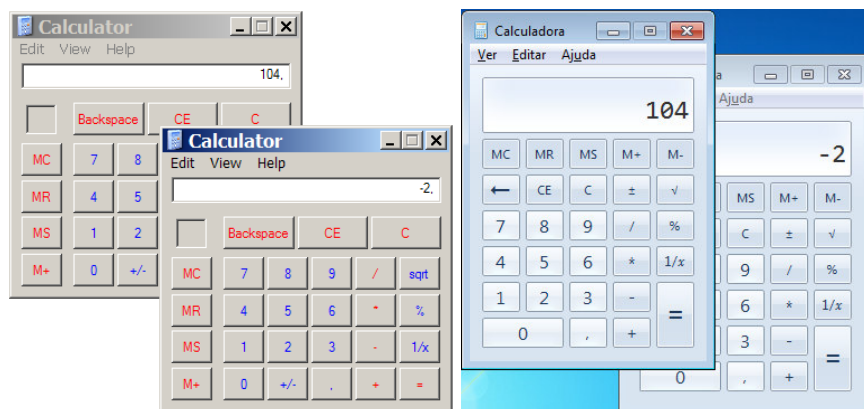 Calculator
Edit View Help
104,
Backspace CE C
MC 7 8
MR 4 5
MS 1 2
M+ 0 +/-
Calculator
Edit View Help
-2,
Backspace CE C
MC 7 8 9 / sqrt
MR 4 5 6 * %
MS 1 2 3 - 1/x
M+ 0 +/- , + =
Calculadora
Ver Editar Ajuda
104
MC MR MS M+ M-
← CE C ± √
7 8 9 / %
4 5 6 * 1/x
1 2 3 - =
0 , +
a
Ajuda
-2
MS M+ M-
C ± √
9 / %
6 * 1/x
3 - =
0 , +